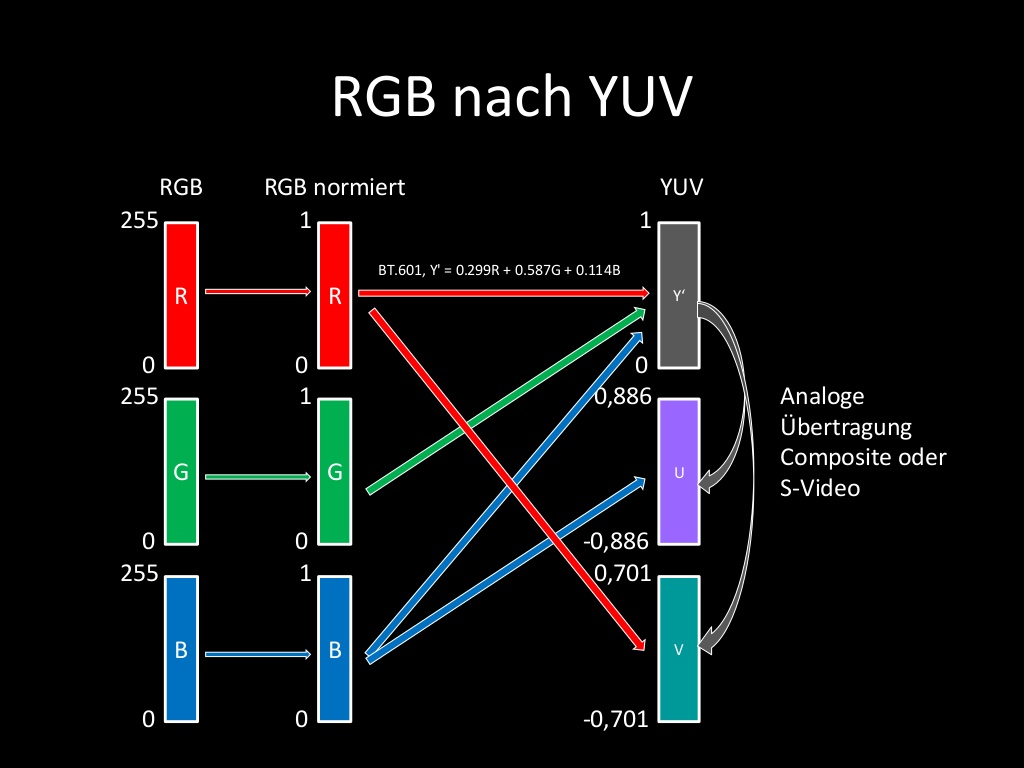 RGB nach YUV
RGB
RGB normiert
YUV
255
1
1
BT.601, Y' = 0.299R + 0.587G + 0.114B
R
R
Y‘
0
0
0
255
1
0,886
Analoge
Übertragung
Composite oder
S-Video
G
G
U
0
0
-0,886
255
1
0,701
B
B
V
0
0
-0,701